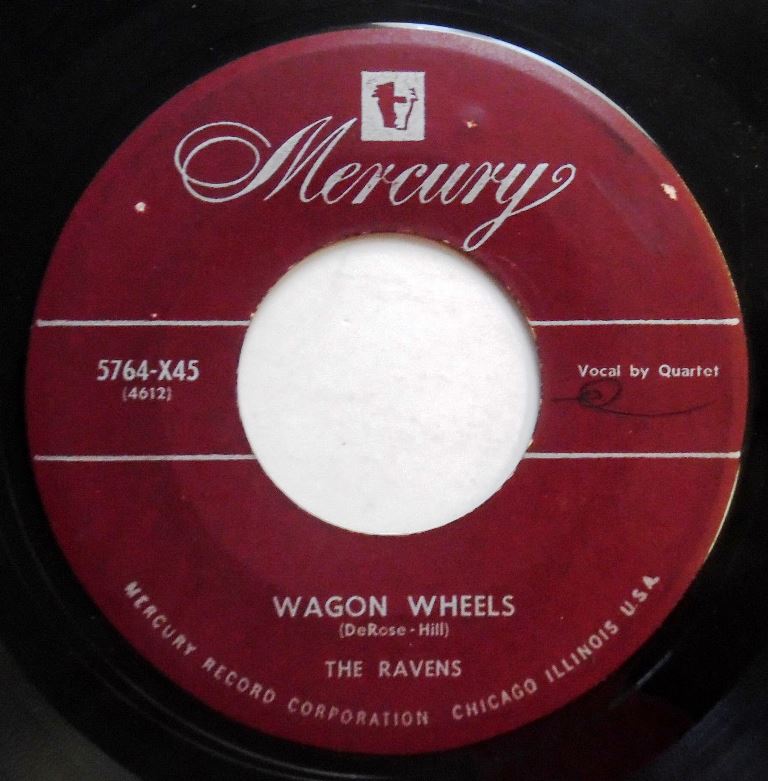 Mercury
5764-X45
(4612)
Vocal by Quartet
WAGON WHEELS
(DeRose - Hill)
THE RAVENS
MERCURY RECORD CORPORATION CHICAGO ILLINOIS U.S.A.